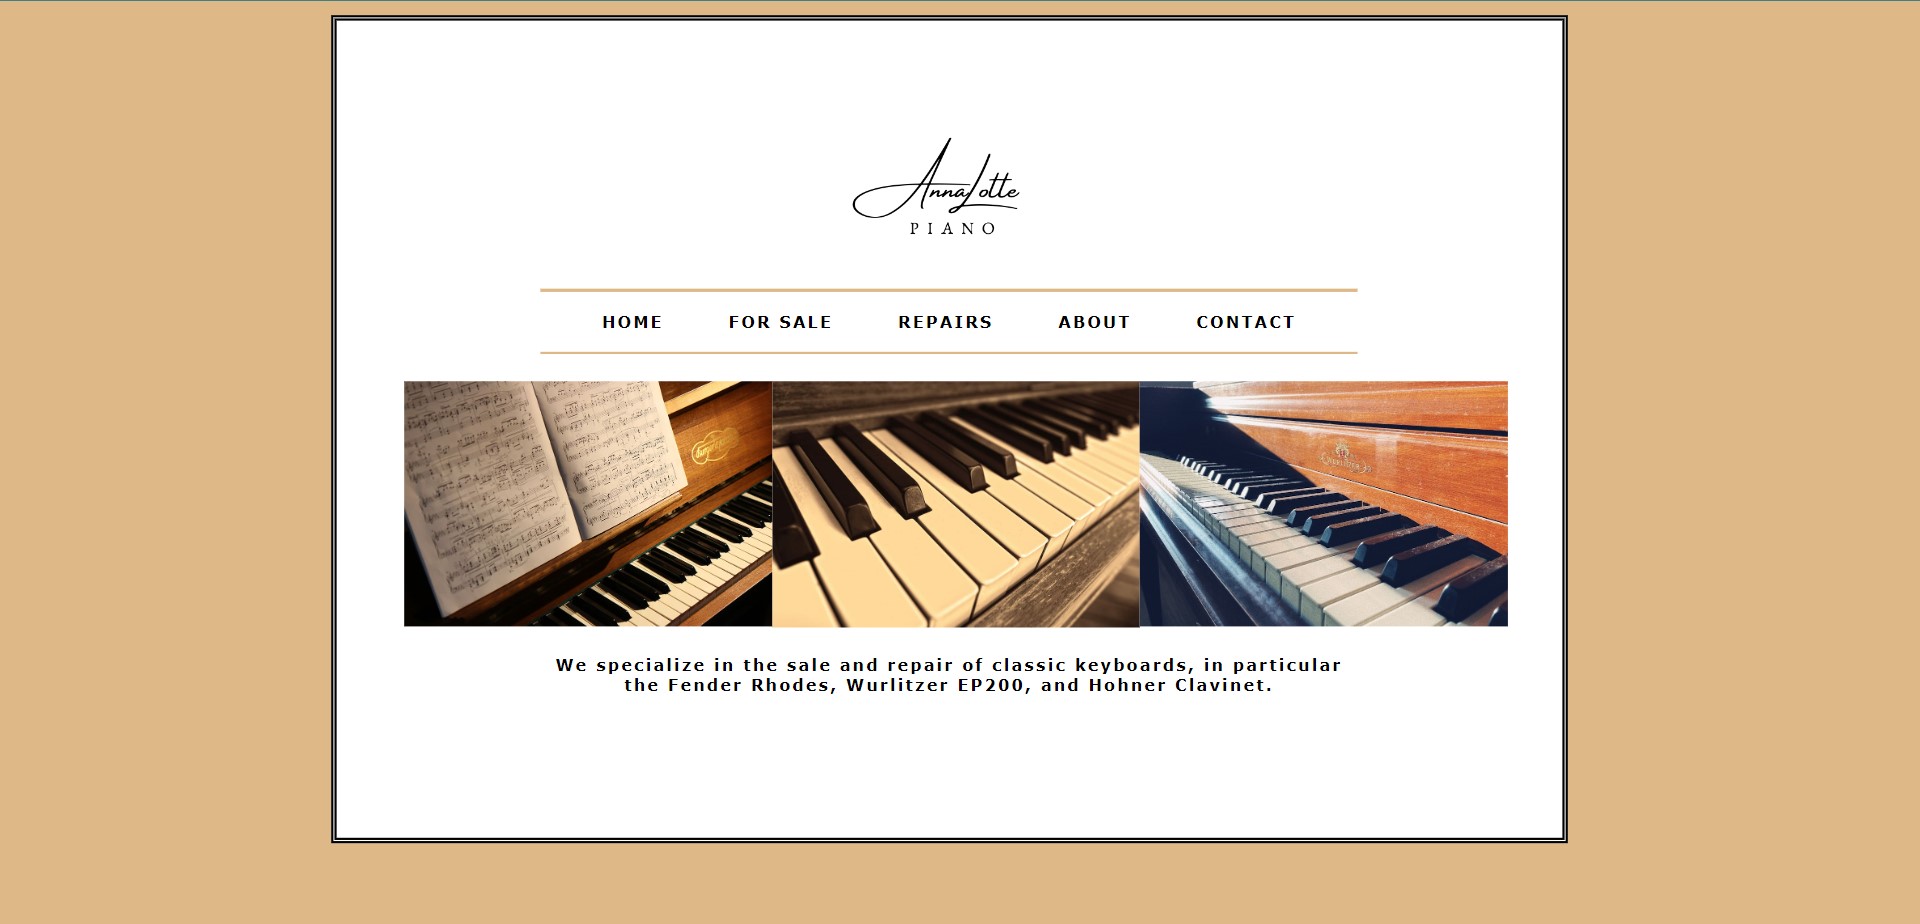 AnnaLotte
PIANO
HOME FOR SALE REPAIRS ABOUT CONTACT
We specialize in the sale and repair of classic keyboards, in particular
the Fender Rhodes, Wurlitzer EP200, and Hohner Clavinet.